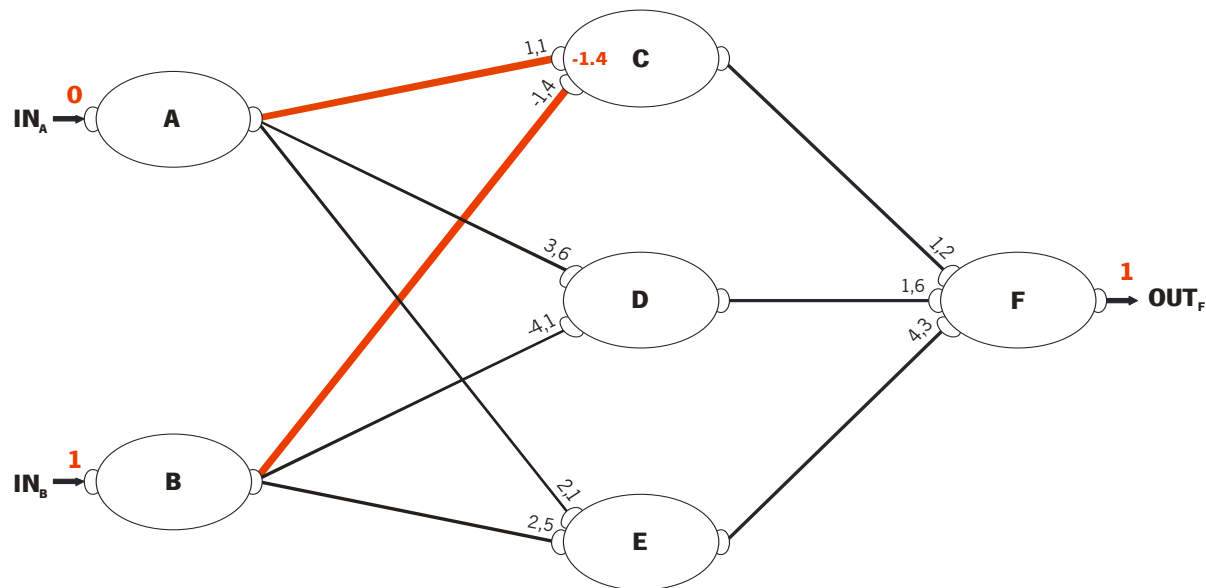 1,1
-1.4
C
0
-1,4
IN_A
A
3,6
1,2
D
1,6
F
1
OUT_F
-4,1
4,3
1
IN_B
B
2,1
2,5
E